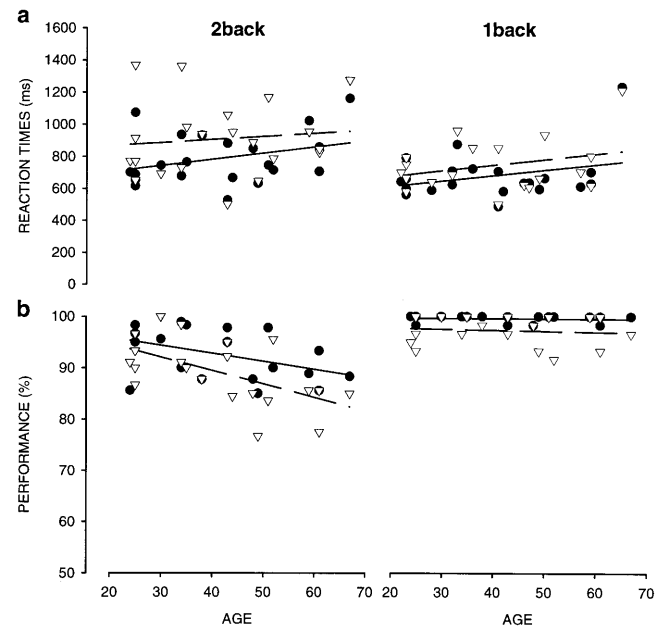 a
2back
1back
1600
1400
1200
1000
800
600
400
200
0
REACTION TIMES (ms)
b
100
90
80
70
60
50
PERFORMANCE (%)
20 30 40 50 60 70
20 30 40 50 60 70
AGE
AGE